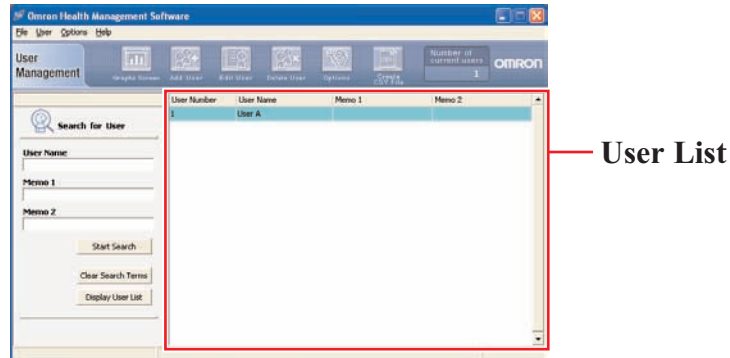 Omron Health Management Software
File User Options Help
User Management
Graphs Screen Add User Edit User Delete User Options Create CSV File
Number of current users
1
OMRON
User Number User Name Memo 1 Memo 2
1 User A
Search for User
User Name
Memo 1
Memo 2
Start Search
Clear Search Terms
Display User List
User List